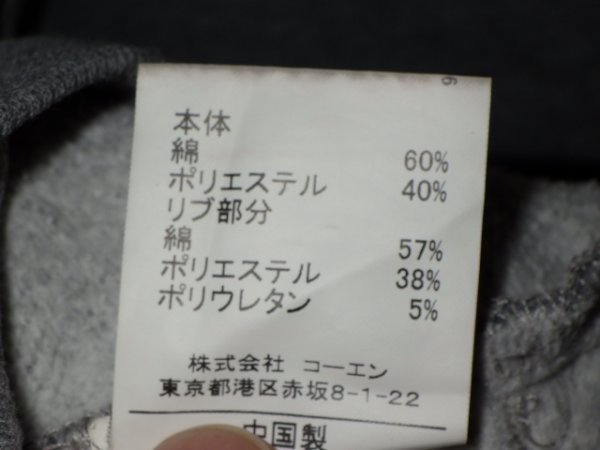 本体
綿 60%
ポリエステル 40%
リブ部分
綿 57%
ポリエステル 38%
ポリウレタン 5%
株式会社 コーエン
東京都港区赤坂8-1-22
中国製